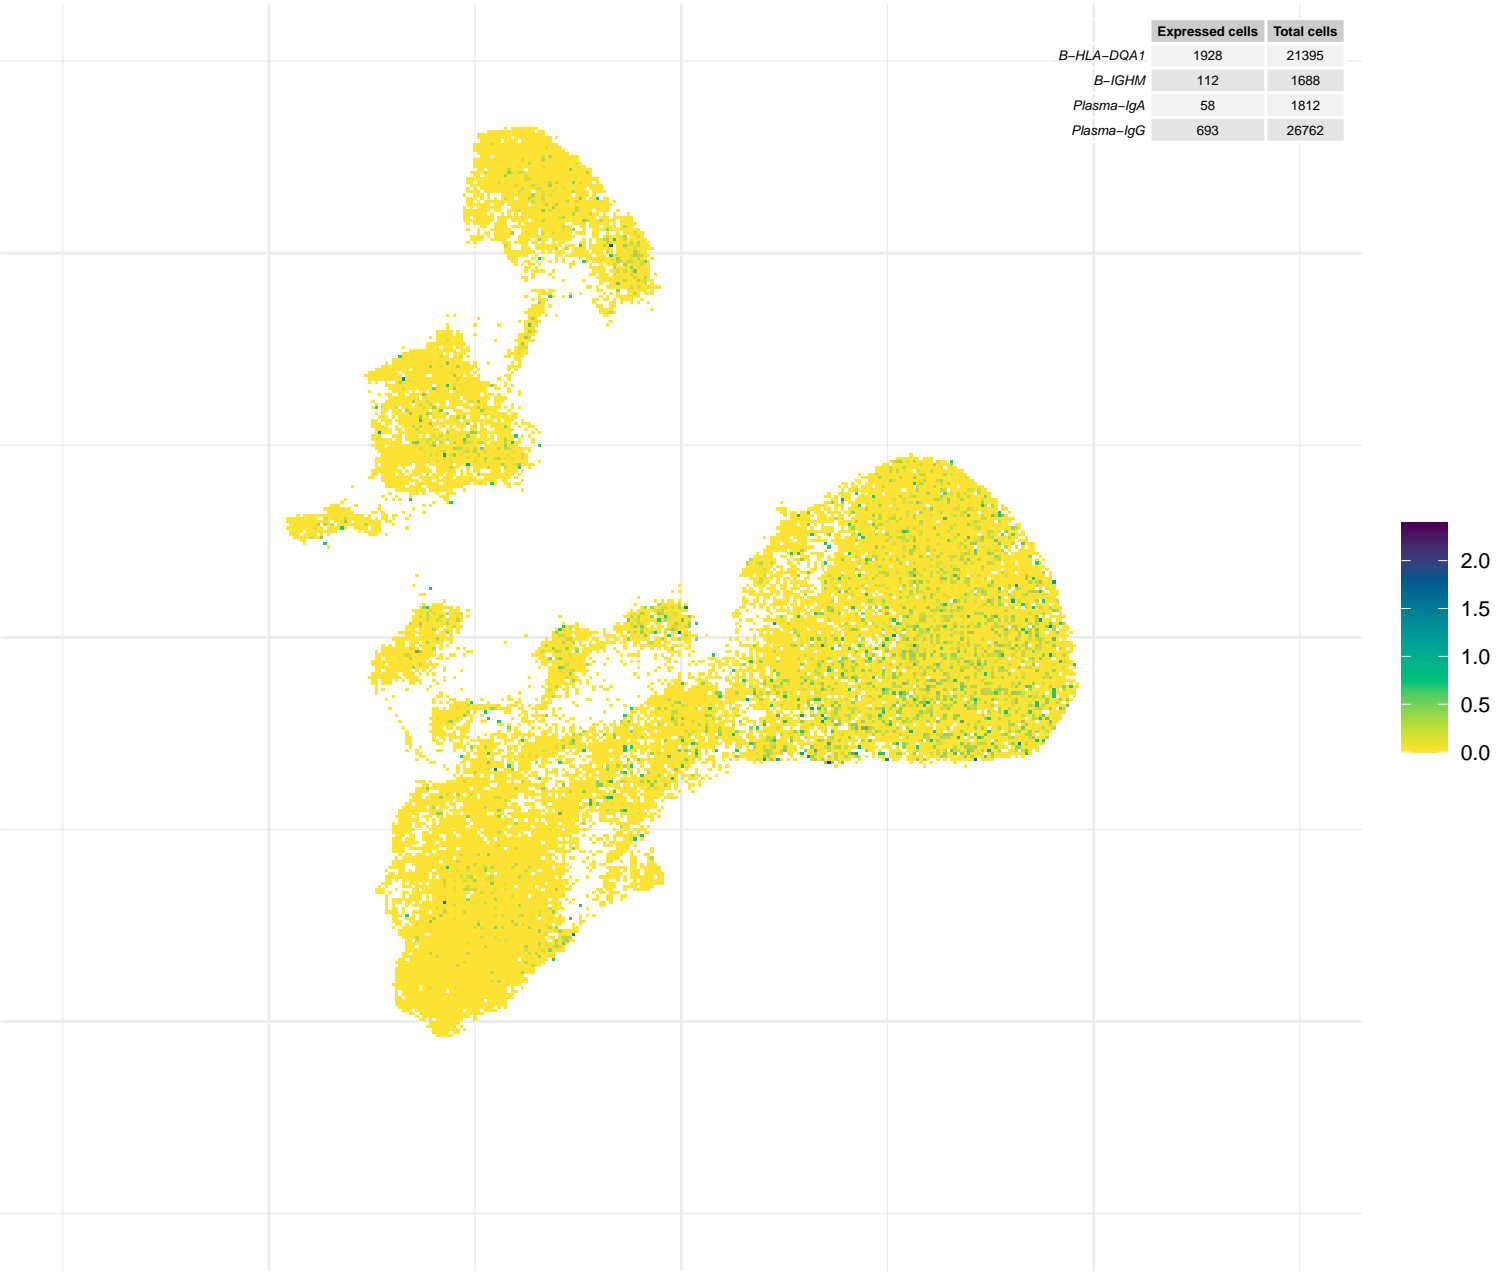 Expressed cells Total cells
B−HLA−DQA1 1928 21395
B−IGHM 112 1688
Plasma−IgA 58 1812
Plasma−IgG 693 26762
2.0
1.5
1.0
0.5
0.0